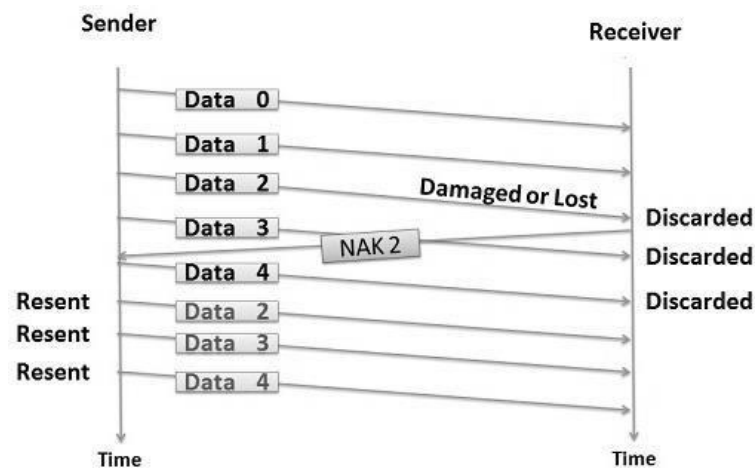 Sender
Receiver
Data 0
Data 1
Data 2
Damaged or Lost
Discarded
Data 3
NAK 2
Discarded
Data 4
Discarded
Resent
Data 2
Resent
Data 3
Resent
Data 4
Time
Time